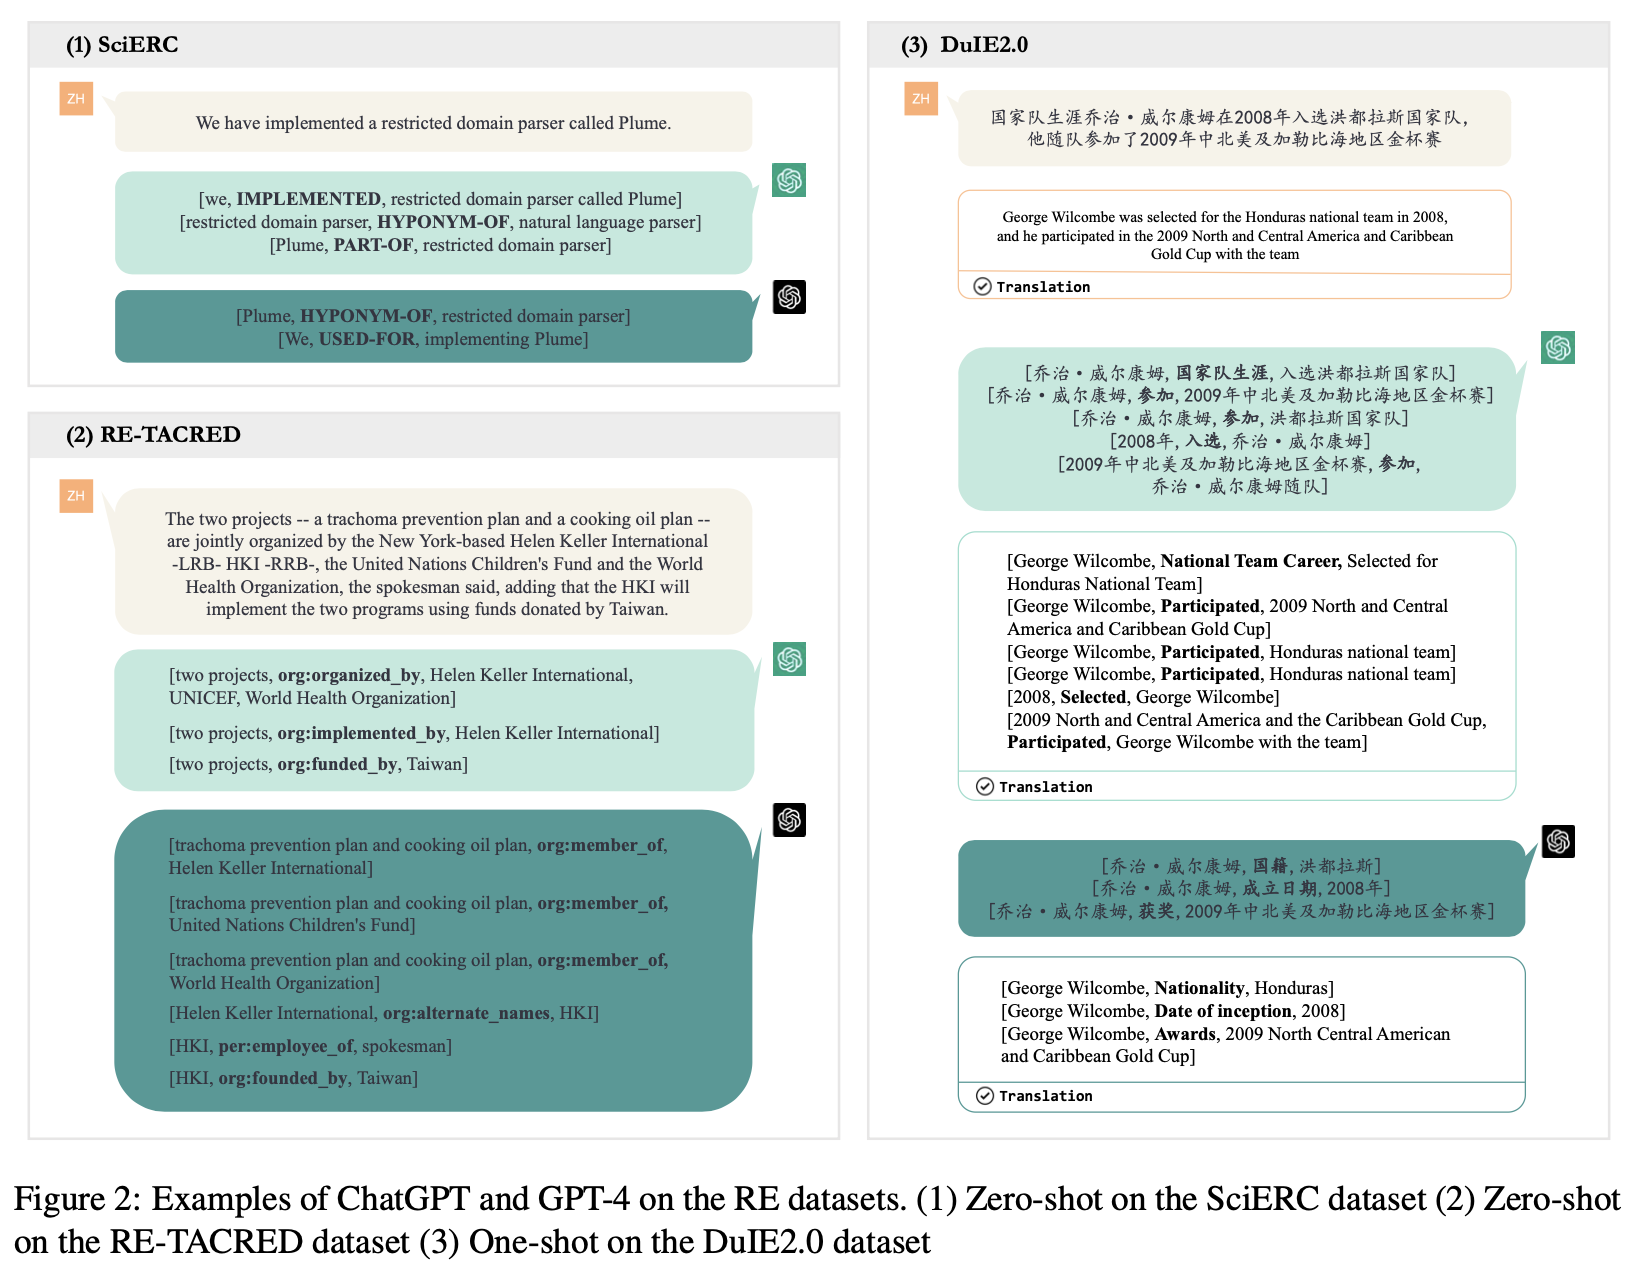 (1) SciERC
ZH
We have implemented a restricted domain parser called Plume.
[we, IMPLEMENTED, restricted domain parser called Plume]
[restricted domain parser, HYPONYM-OF, natural language parser]
[Plume, PART-OF, restricted domain parser]
[Plume, HYPONYM-OF, restricted domain parser]
[We, USED-FOR, implementing Plume]
(2) RE-TACRED
ZH
The two projects -- a trachoma prevention plan and a cooking oil plan --
are jointly organized by the New York-based Helen Keller International
-LRB- HKI -RRB-, the United Nations Children's Fund and the World
Health Organization, the spokesman said, adding that the HKI will
implement the two programs using funds donated by Taiwan.
[two projects, org:organized_by, Helen Keller International,
UNICEF, World Health Organization]
[two projects, org:implemented_by, Helen Keller International]
[two projects, org:funded_by, Taiwan]
[trachoma prevention plan and cooking oil plan, org:member_of,
Helen Keller International]
[trachoma prevention plan and cooking oil plan, org:member_of,
United Nations Children's Fund]
[trachoma prevention plan and cooking oil plan, org:member_of,
World Health Organization]
[Helen Keller International, org:alternate_names, HKI]
[HKI, per:employee_of, spokesman]
[HKI, org:founded_by, Taiwan]
(3) DuIE2.0
ZH
国家队生涯乔治·威尔康姆在2008年入选洪都拉斯国家队,
他随队参加了2009年中北美及加勒比海地区金杯赛
George Wilcombe was selected for the Honduras national team in 2008,
and he participated in the 2009 North and Central America and Caribbean
Gold Cup with the team
Translation
[乔治·威尔康姆, 国家队生涯, 入选洪都拉斯国家队]
[乔治·威尔康姆, 参加, 2009年中北美及加勒比海地区金杯赛]
[乔治·威尔康姆, 参加, 洪都拉斯国家队]
[2008年, 入选, 乔治·威尔康姆]
[2009年中北美及加勒比海地区金杯赛, 参加,
乔治·威尔康姆随队]
[George Wilcombe, National Team Career, Selected for
Honduras National Team]
[George Wilcombe, Participated, 2009 North and Central
America and Caribbean Gold Cup]
[George Wilcombe, Participated, Honduras national team]
[George Wilcombe, Participated, Honduras national team]
[2008, Selected, George Wilcombe]
[2009 North and Central America and the Caribbean Gold Cup,
Participated, George Wilcombe with the team]
Translation
[乔治·威尔康姆, 国籍, 洪都拉斯]
[乔治·威尔康姆, 成立日期, 2008年]
[乔治·威尔康姆, 获奖, 2009年中北美及加勒比海地区金杯赛]
[George Wilcombe, Nationality, Honduras]
[George Wilcombe, Date of inception, 2008]
[George Wilcombe, Awards, 2009 North Central American
and Caribbean Gold Cup]
Translation
Figure 2: Examples of ChatGPT and GPT-4 on the RE datasets. (1) Zero-shot on the SciERC dataset (2) Zero-shot
on the RE-TACRED dataset (3) One-shot on the DuIE2.0 dataset